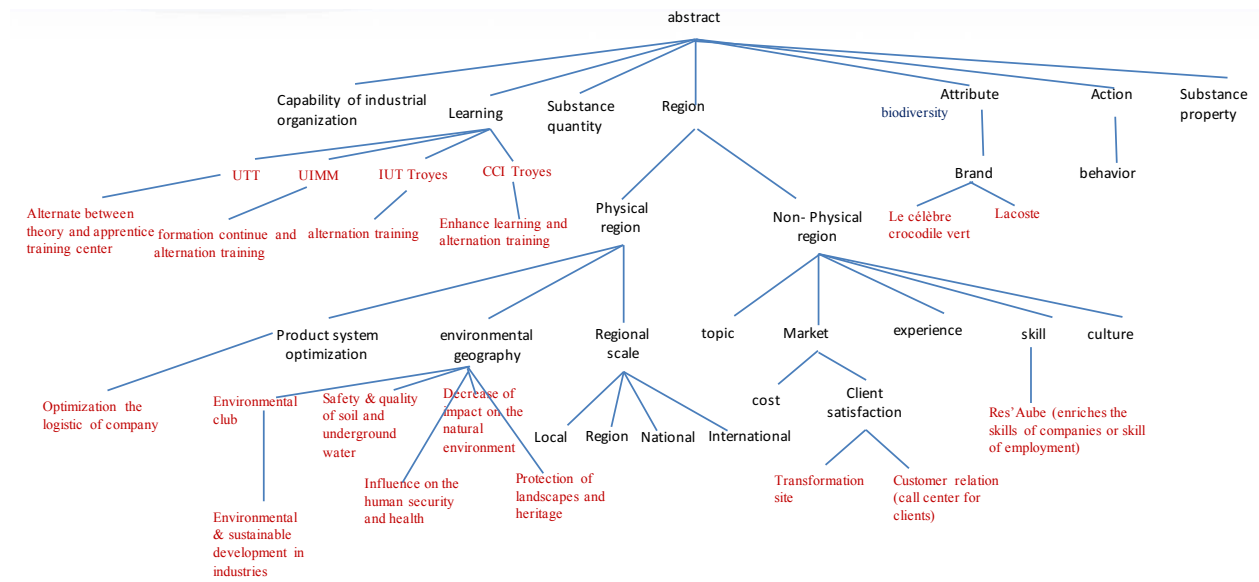 abstract
Capability of industrial
organization
Learning
Substance
quantity
Region
biodiversity
Attribute
Action
Substance
property
UTT
UIMM
IUT Troyes
CCI Troyes
Brand
behavior
Alternate between
theory and apprentice
training center
formation continue and
alternation training
alternation training
Enhance learning and
alternation training
Physical
region
Non- Physical
region
Le célèbre
crocodile vert
Lacoste
Product system
optimization
environmental
geography
Regional
scale
topic
Market
experience
skill
culture
Optimization the
logistic of company
Environmental
club
Safety & quality
of soil and
underground
water
Decrease of
impact on the
natural
environment
Local
Region
National
International
cost
Client
satisfaction
Res'Aube (enriches the
skills of companies or skill
of employment)
Influence on the
human security
and health
Protection of
landscapes and
heritage
Transformation
site
Customer relation
(call center for
clients)
Environmental
& sustainable
development in
industries